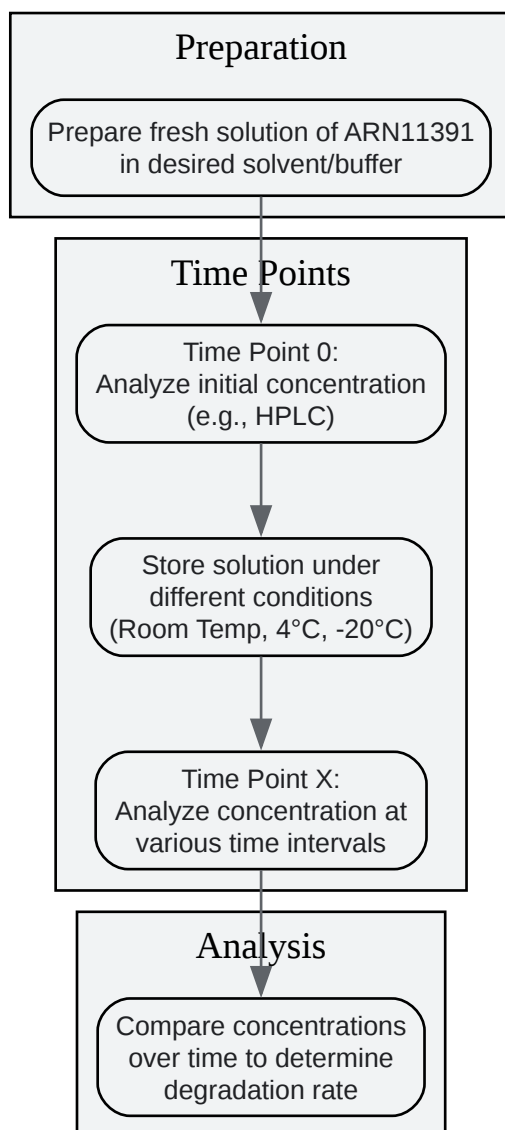 Preparation
Prepare fresh solution of ARN11391
in desired solvent/buffer
Time Points
Time Point 0:
Analyze initial concentration
(e.g., HPLC)
Store solution under
different conditions
(Room Temp, 4°C, -20°C)
Time Point X:
Analyze concentration at
various time intervals
Analysis
Compare concentrations
over time to determine
degradation rate